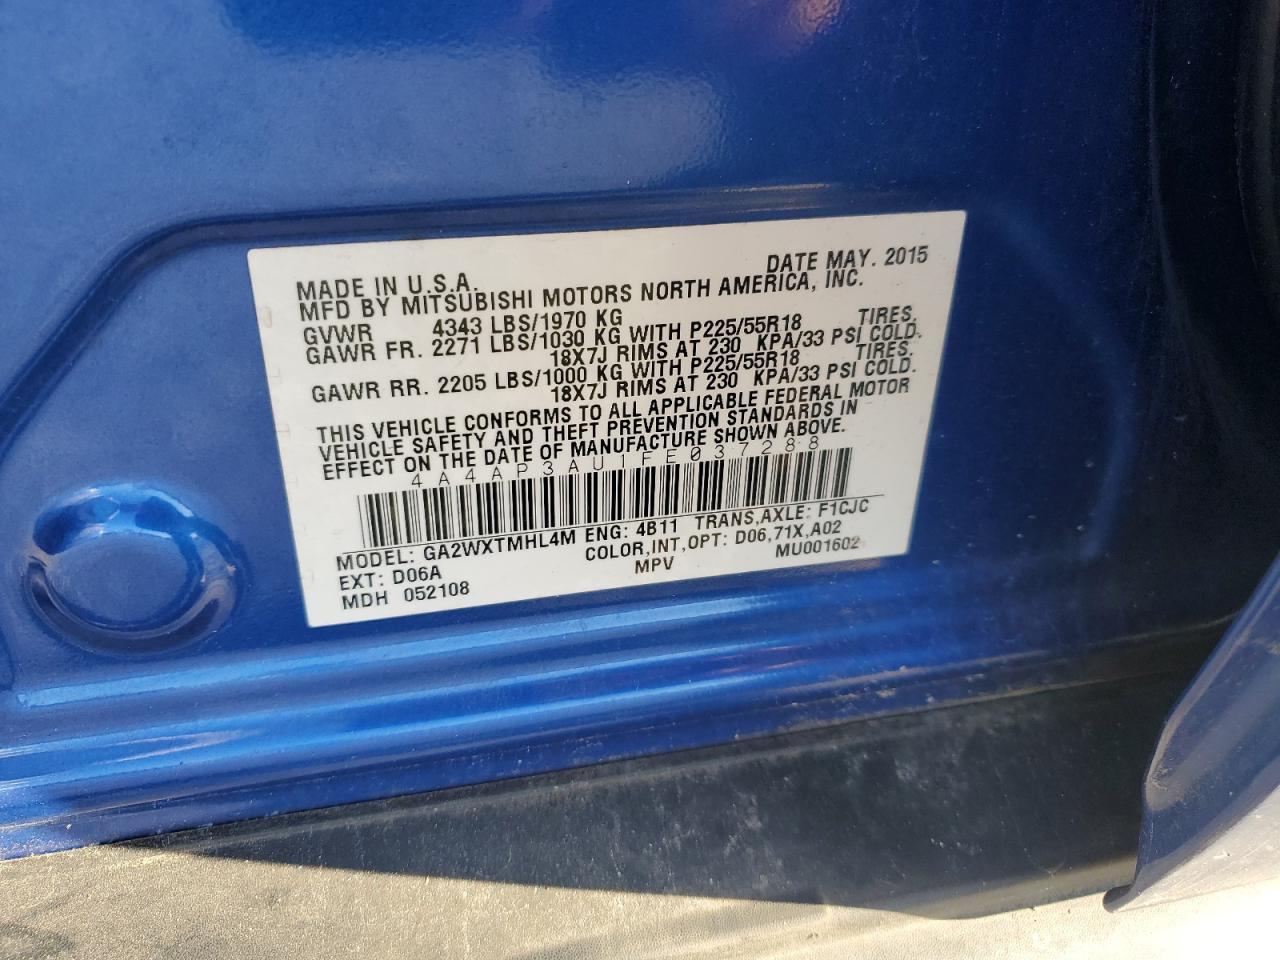 DATE MAY. 2015
MADE IN U.S.A.
MFD BY MITSUBISHI MOTORS NORTH AMERICA, INC.
GVWR 4343 LBS/1970 KG
GAWR FR. 2271 LBS/1030 KG WITH P225/55R18 TIRES.
18X7J RIMS AT 230 KPA/33 PSI COLD.
GAWR RR. 2205 LBS/1000 KG WITH P225/55R18 TIRES.
18X7J RIMS AT 230 KPA/33 PSI COLD.
THIS VEHICLE CONFORMS TO ALL APPLICABLE FEDERAL MOTOR
VEHICLE SAFETY AND THEFT PREVENTION STANDARDS IN
EFFECT ON THE DATE OF MANUFACTURE SHOWN ABOVE.
4A4AP3AU1FE037288
MODEL: GA2WXTMHL4M ENG: 4B11 TRANS,AXLE: F1CJC
EXT: D06A COLOR,INT,OPT: D06,71X,A02
MDH 052108 MPV MU001602